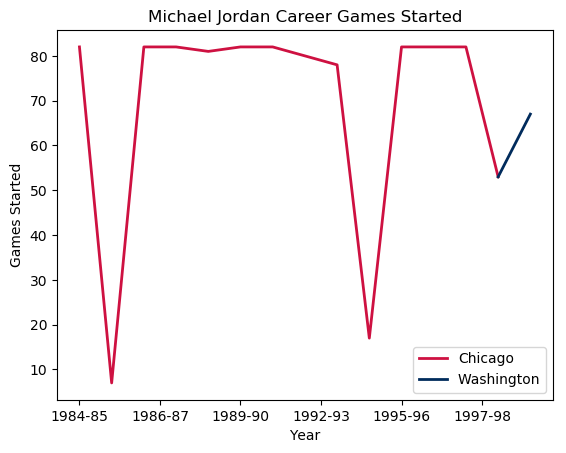 Michael Jordan Career Games Started
80
70
60
50
40
30
20
10
Games Started
Chicago
Washington
1984-85 1986-87 1989-90 1992-93 1995-96 1997-98
Year